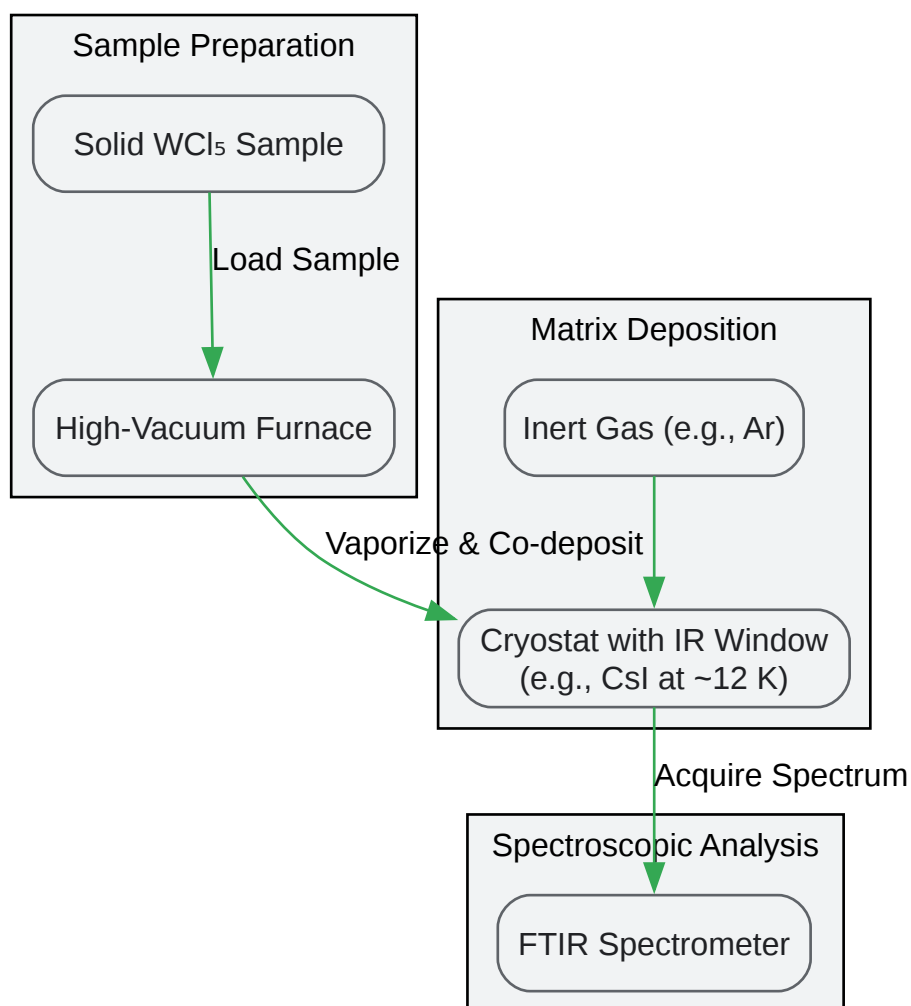 Sample Preparation
Solid WCl₅ Sample
Load Sample
High-Vacuum Furnace
Matrix Deposition
Inert Gas (e.g., Ar)
Vaporize & Co-deposit
Cryostat with IR Window
(e.g., CsI at ~12 K)
Acquire Spectrum
Spectroscopic Analysis
FTIR Spectrometer